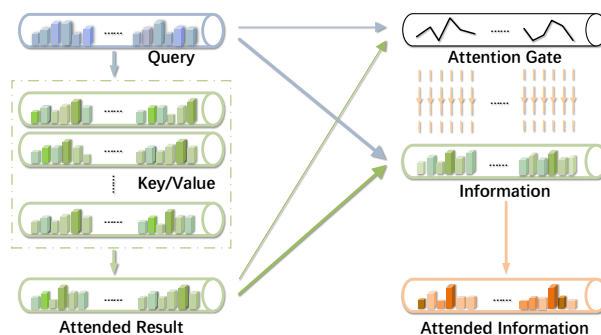 Query
Attention Gate
Key/Value
Information
Attended Result
Attended Information